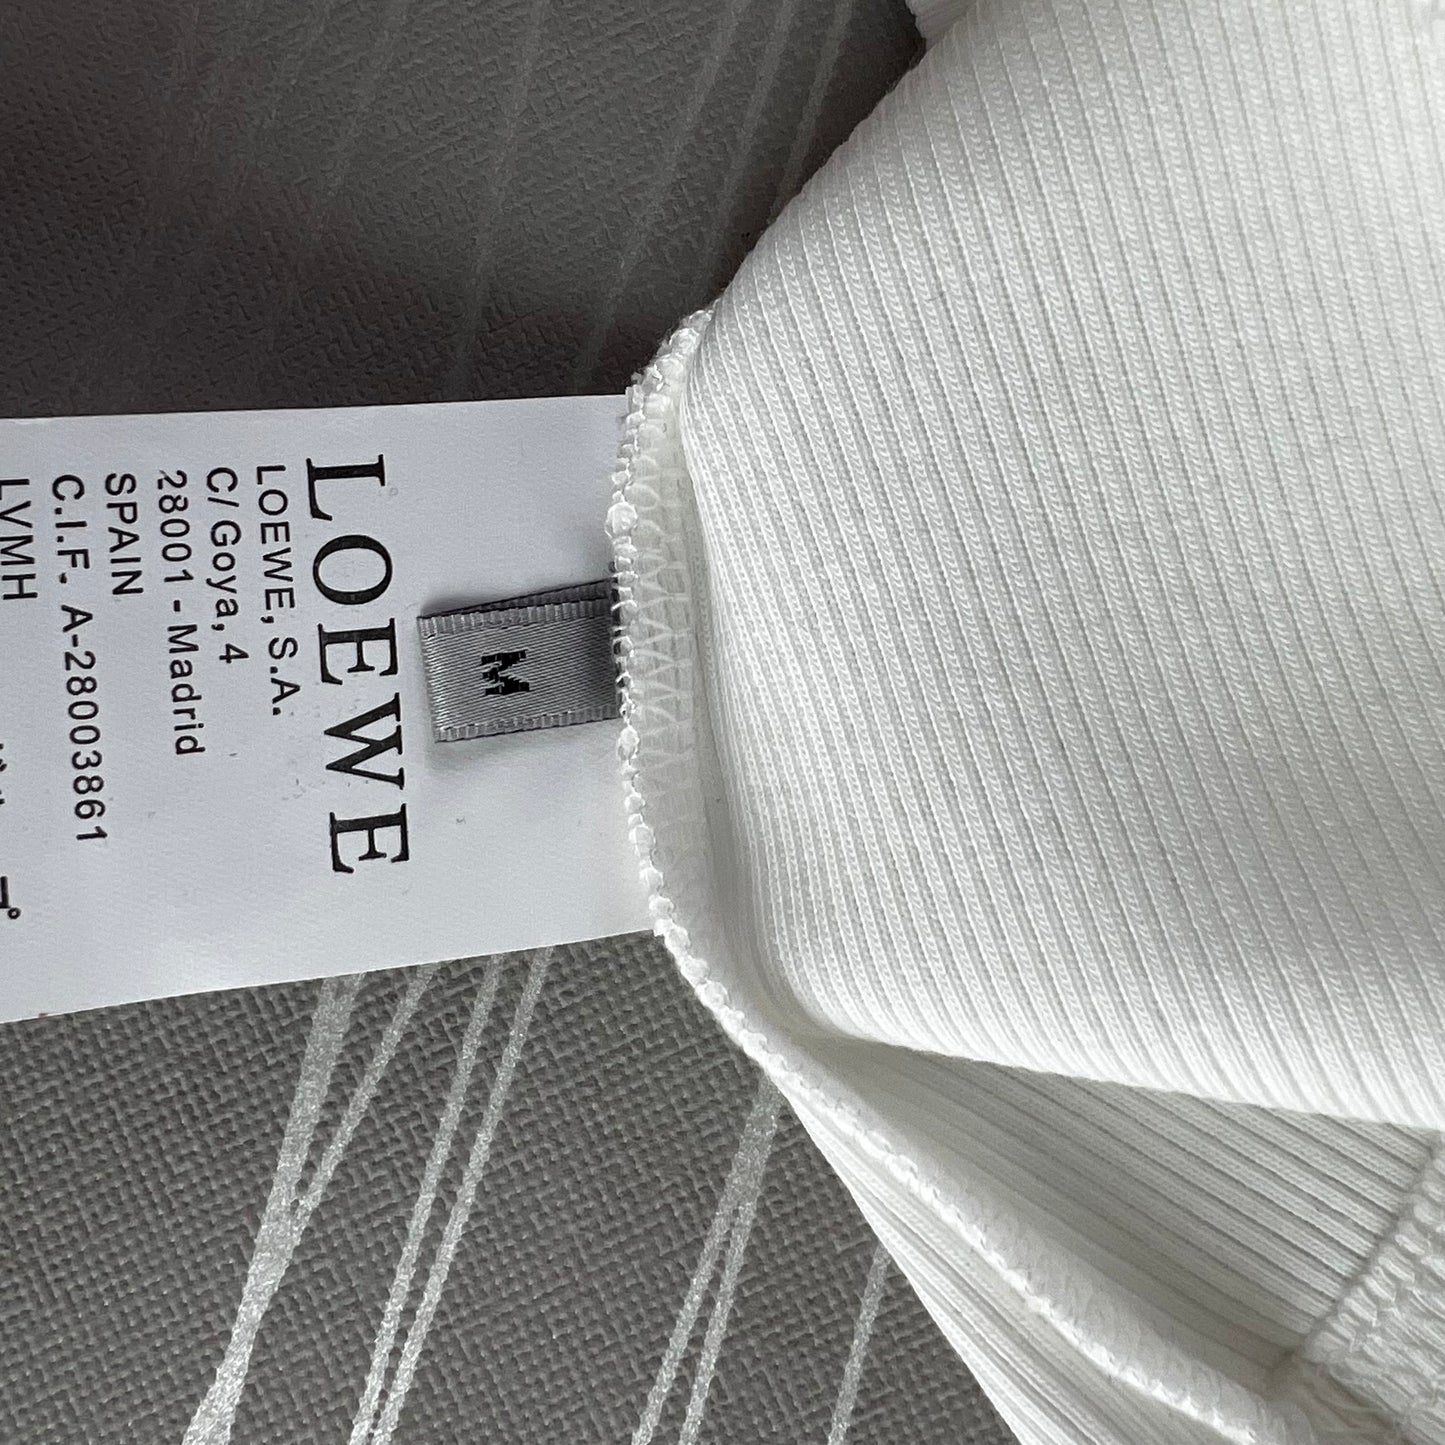 M
LOEWE
LOEWE, S.A.
C/Goya, 4
28001 - Madrid
SPAIN
C.I.F. A-28003861
LVMH